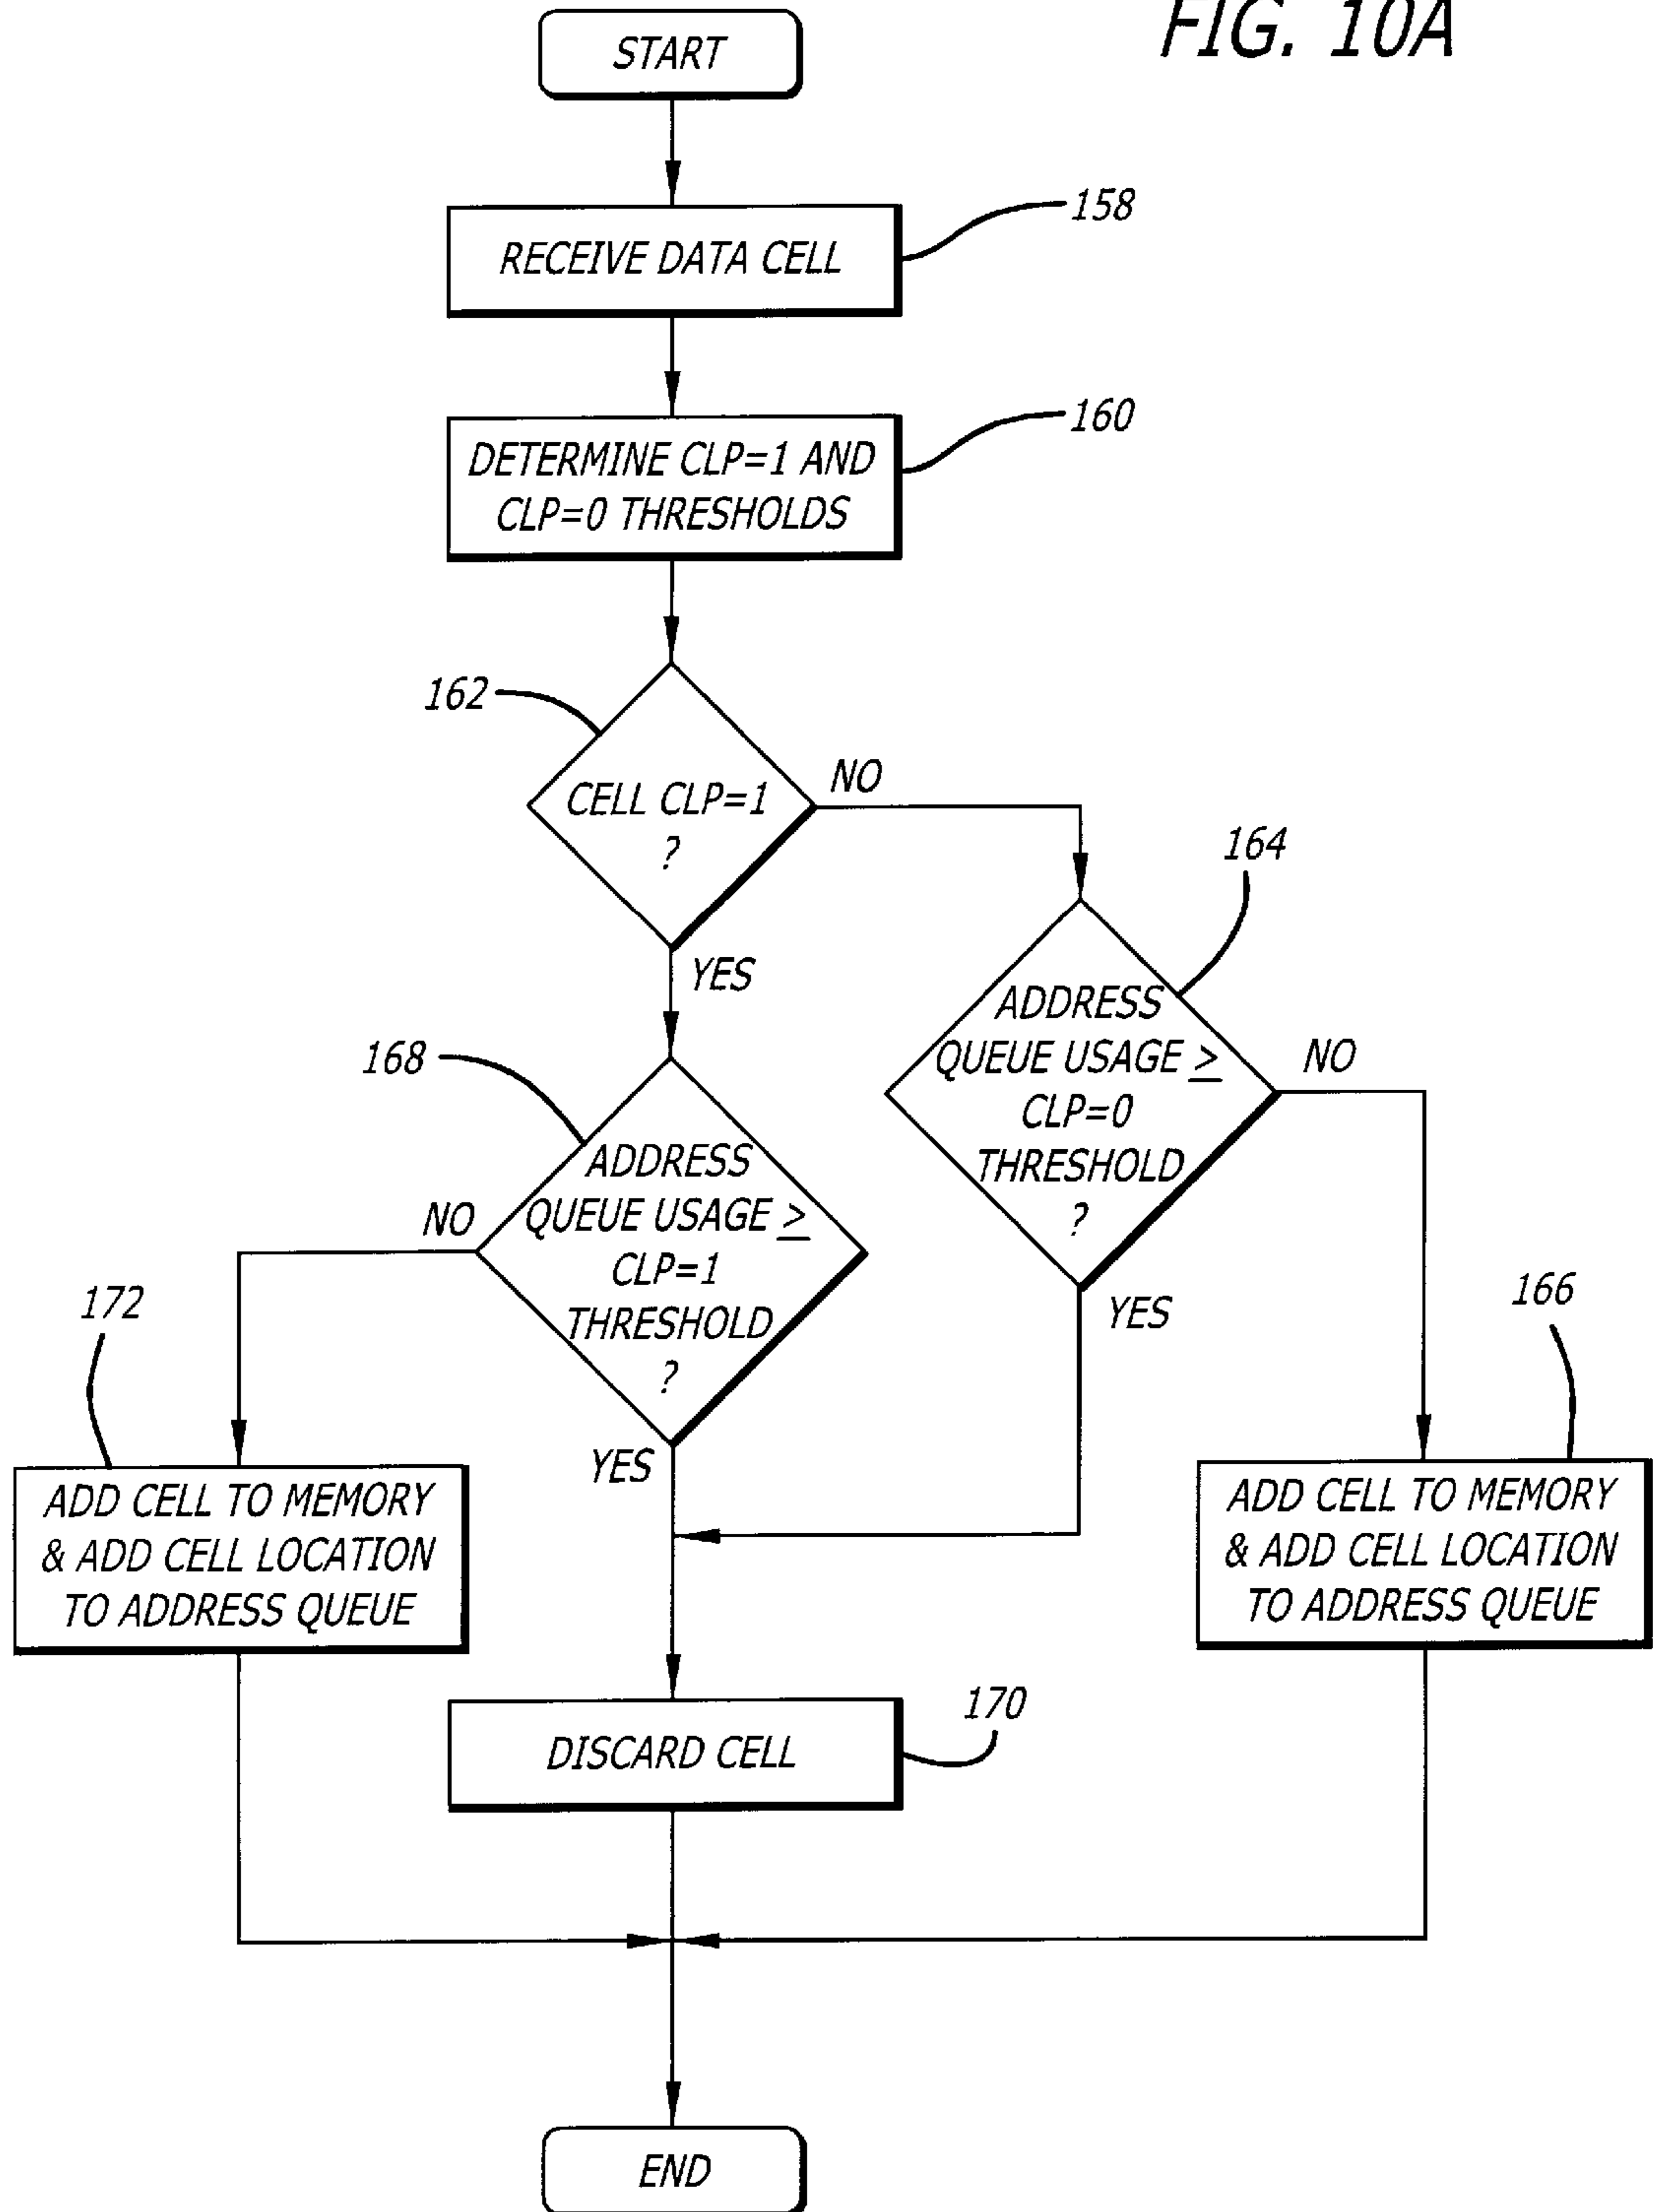 FIG. 10A
START
158
RECEIVE DATA CELL
160
DETERMINE CLP=1 AND
CLP=0 THRESHOLDS
162
CELL CLP=1
?
NO
YES
164
ADDRESS
QUEUE USAGE ≥
CLP=0
THRESHOLD
?
NO
YES
168
ADDRESS
QUEUE USAGE ≥
CLP=1
THRESHOLD
?
NO
YES
172
ADD CELL TO MEMORY
& ADD CELL LOCATION
TO ADDRESS QUEUE
166
ADD CELL TO MEMORY
& ADD CELL LOCATION
TO ADDRESS QUEUE
170
DISCARD CELL
END